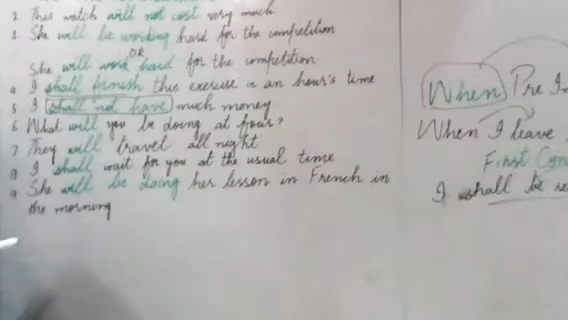 2. This watch will not cost very much
3. She will be working hard for the competition
OR
She will work hard for the competition
4 I shall finish this exercise in an hour's time
5 I shall not have much money
6 What will you be doing at four?
7 They will travel all night
8 I shall wait for you at the usual time
9 She will be doing her lesson in French in
the morning
When Pre
When I leave
First
I shall be